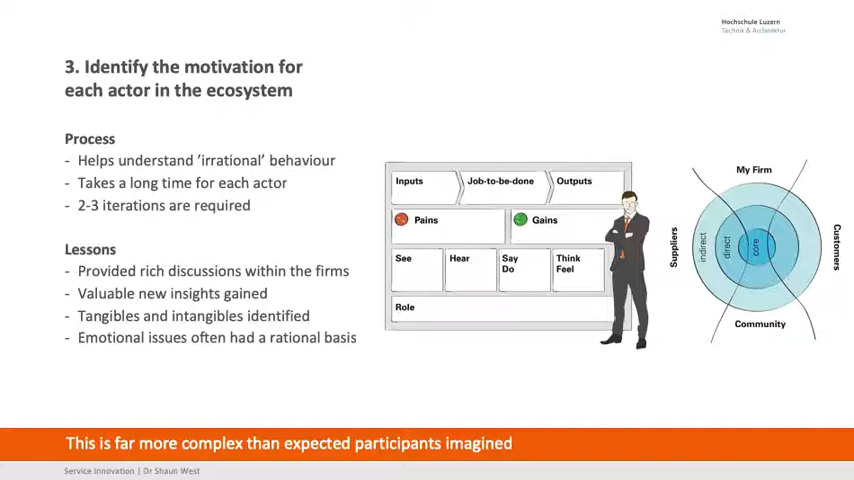 Hochschule Luzern
Technik & Architektur
3. Identify the motivation for
each actor in the ecosystem
Process
- Helps understand 'irrational' behaviour
- Takes a long time for each actor
- 2-3 iterations are required
Lessons
- Provided rich discussions within the firms
- Valuable new insights gained
- Tangibles and intangibles identified
- Emotional issues often had a rational basis
Inputs
Job-to-be-done
Outputs
Pains
Gains
See
Hear
Say
Do
Think
Feel
Role
My Firm
Suppliers
indirect
direct
core
Customers
Community
This is far more complex than expected participants imagined
Service Innovation | Dr Shaun West